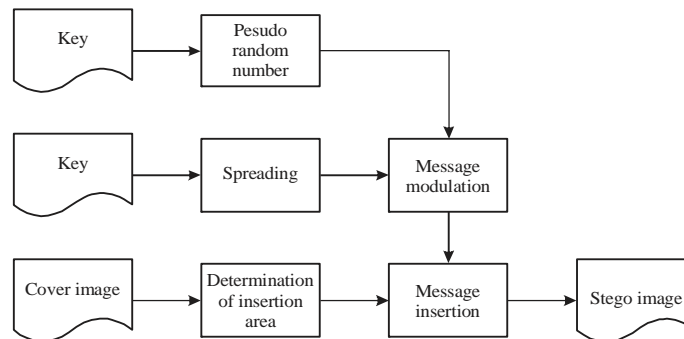 Key
Pesudo
random
number
Key
Spreading
Message
modulation
Cover image
Determination
of insertion
area
Message
insertion
Stego image